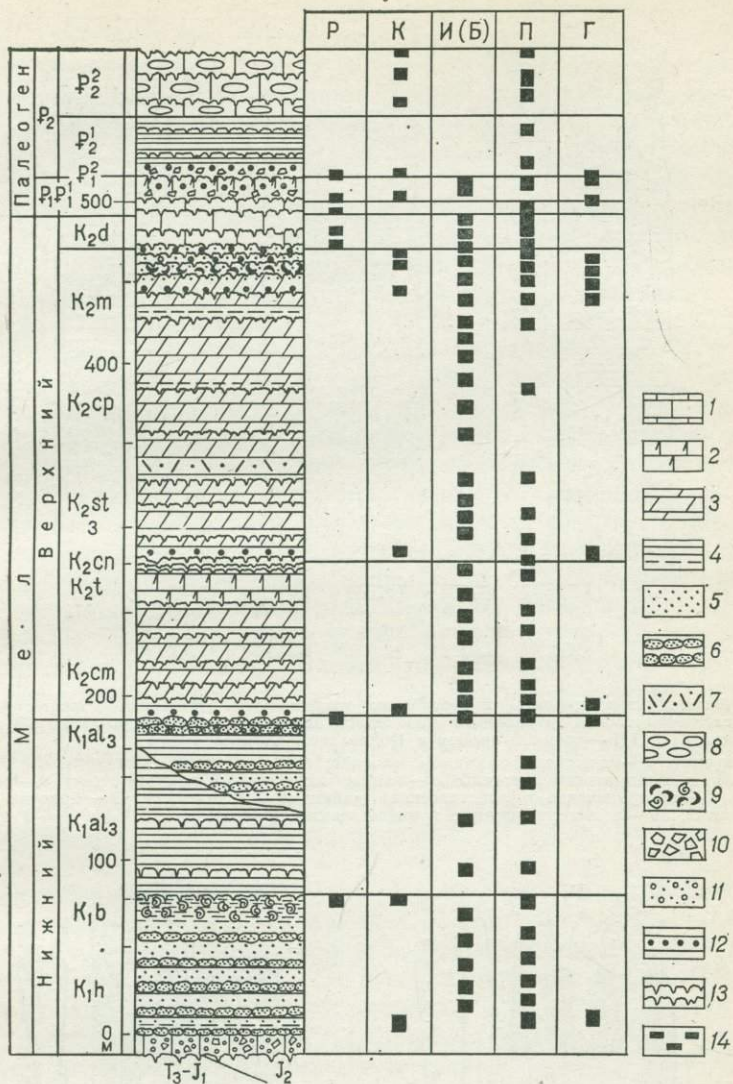 Р К И(Б) П Г
Палеоген
Мел
Верхний
Нижний
P₂
P₁
P₂²
P₂¹
P₁²
P₁¹ 500
K₂d
K₂m
400
K₂cp
K₂st
3
K₂cn
K₂t
K₂cm
200
K₁al₃
K₁al₃
100
K₁b
K₁h
0
м
T₃-J₁ J₂
1
2
3
4
5
6
7
8
9
10
11
12
13
14